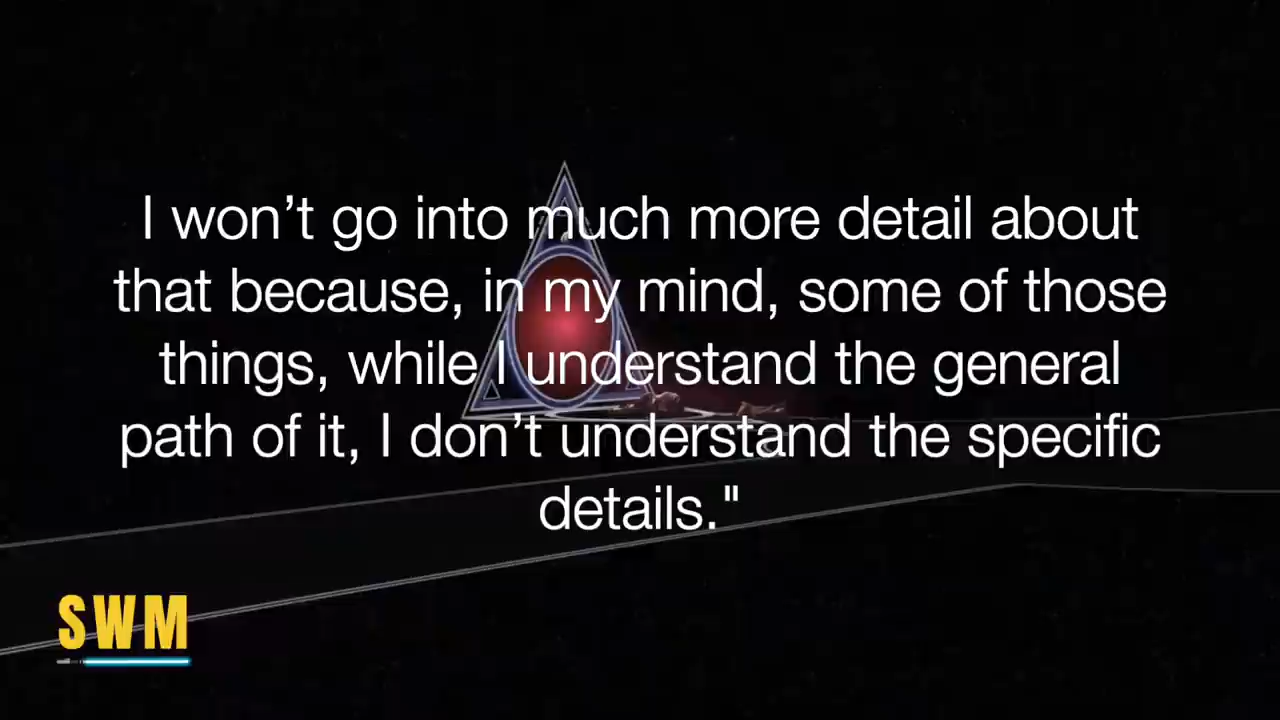 I won’t go into much more detail about
that because, in my mind, some of those
things, while I understand the general
path of it, I don’t understand the specific
details."
SWM